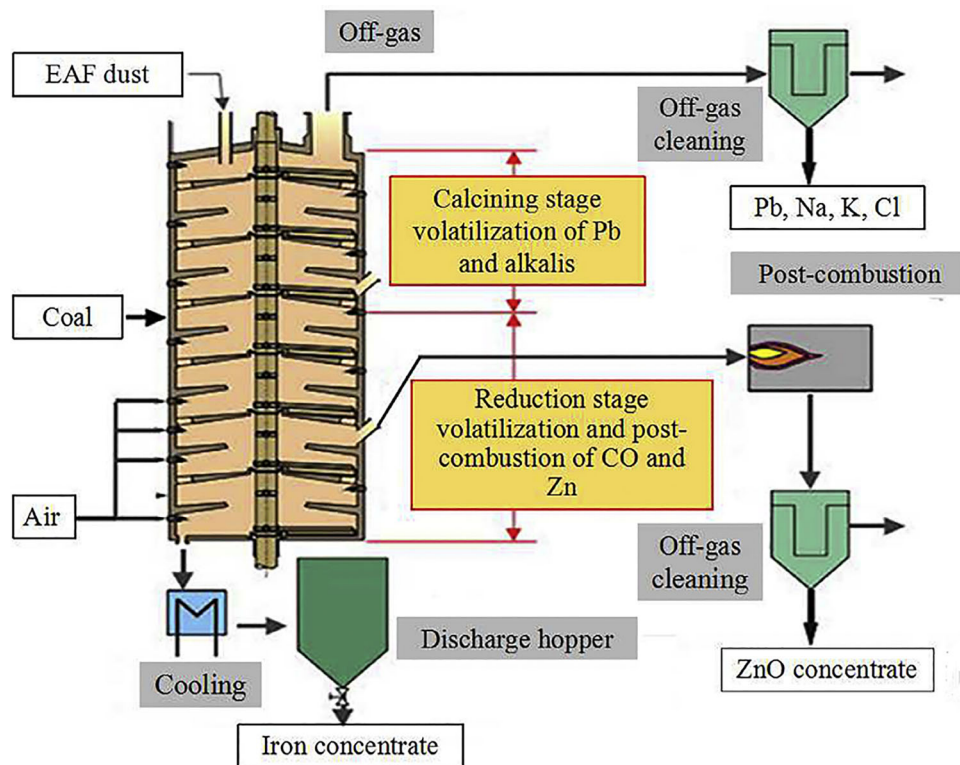 Off-gas
EAF dust
Off-gas
cleaning
Pb, Na, K, Cl
Calcining stage
volatilization of Pb
and alkalis
Post-combustion
Coal
Reduction stage
volatilization and post-
combustion of CO and
Zn
Air
Off-gas
cleaning
Discharge hopper
Cooling
ZnO concentrate
Iron concentrate